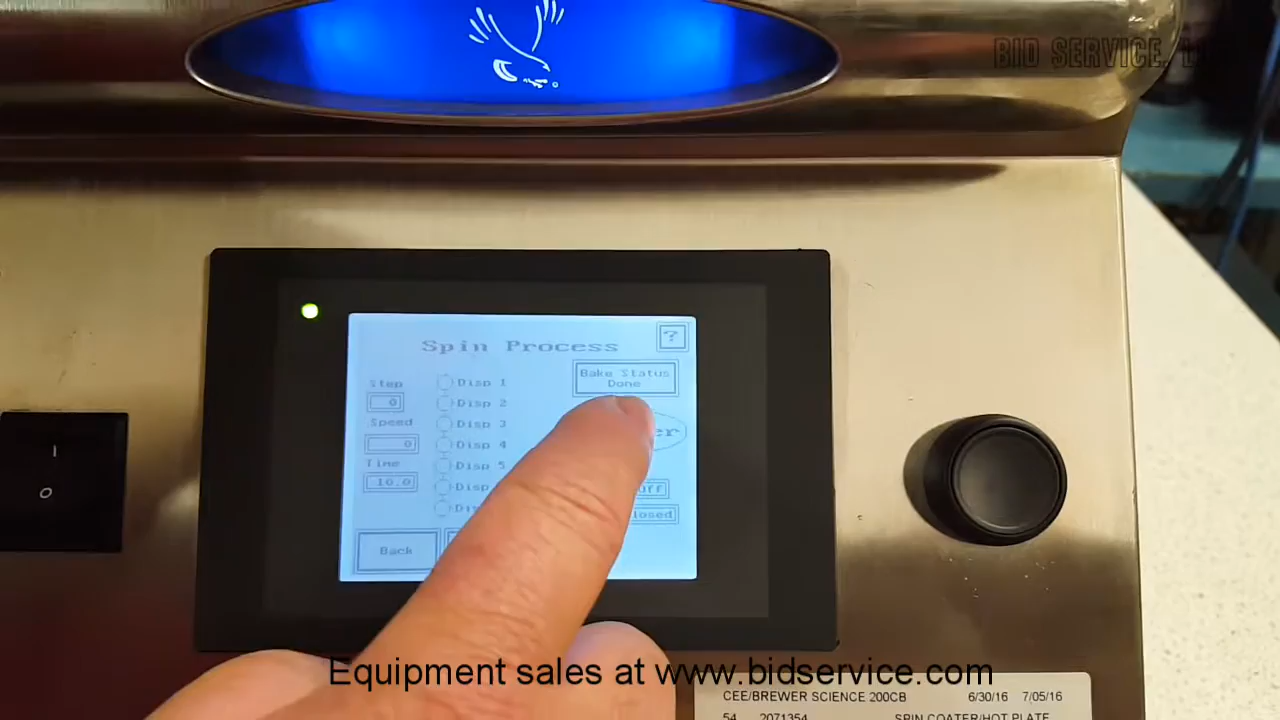 BID SERVICE,
Spin Process
?
Step
0
Speed
0
Time
10.0
Disp 1
Disp 2
Disp 3
Disp 4
Disp 5
Disp
Bake Status
Done
Back
Equipment sales at www.bidservice.com
CEE/BREWER SCIENCE 200CB 6/30/16 7/05/16
54 2071354 SPIN COATER/HOT PLATE